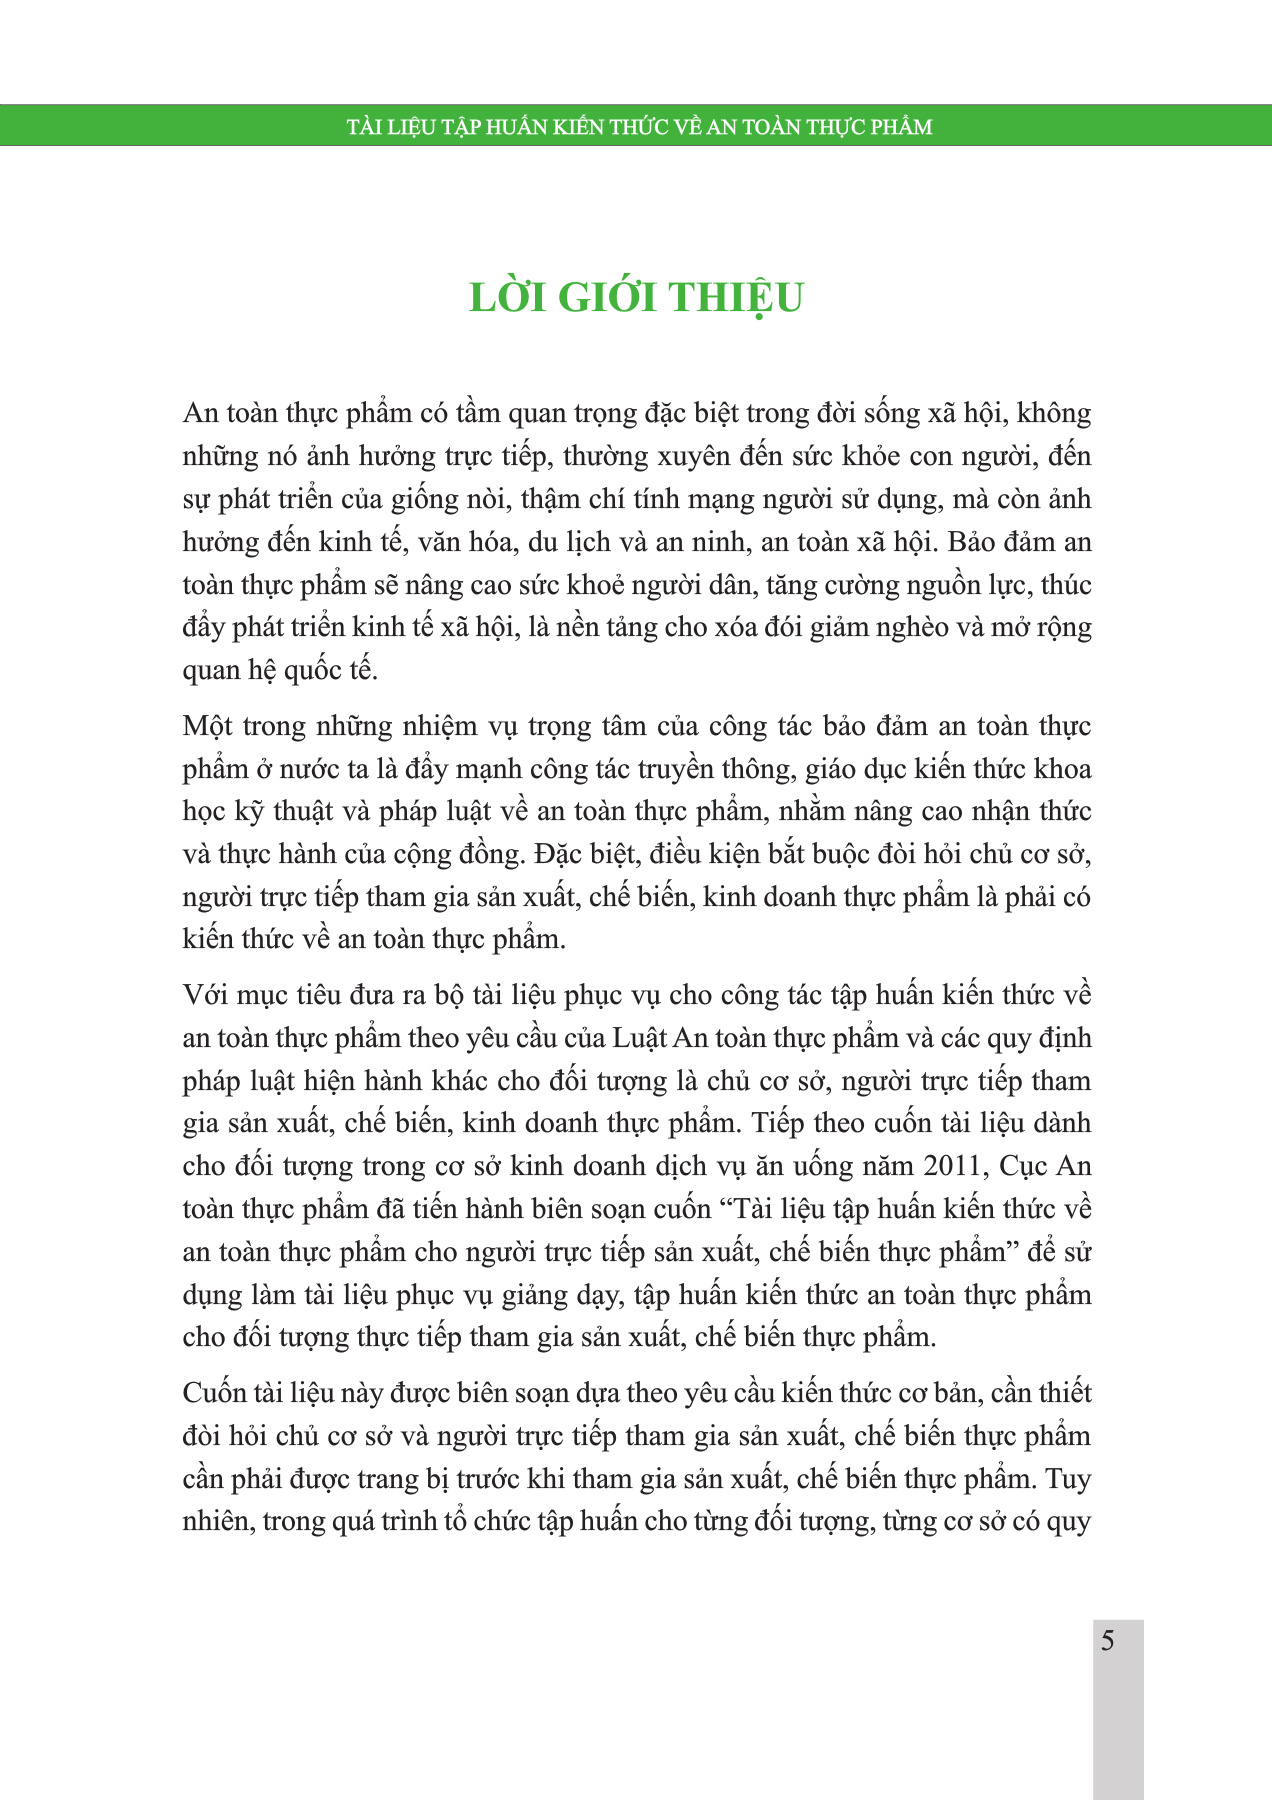 TÀI LIỆU TẬP HUẤN KIẾN THỨC VỀ AN TOÀN THỰC PHẨM
LỜI GIỚI THIỆU
An toàn thực phẩm có tầm quan trọng đặc biệt trong đời sống xã hội, không
những nó ảnh hưởng trực tiếp, thường xuyên đến sức khỏe con người, đến
sự phát triển của giống nòi, thậm chí tính mạng người sử dụng, mà còn ảnh
hưởng đến kinh tế, văn hóa, du lịch và an ninh, an toàn xã hội. Bảo đảm an
toàn thực phẩm sẽ nâng cao sức khoẻ người dân, tăng cường nguồn lực, thúc
đẩy phát triển kinh tế xã hội, là nền tảng cho xóa đói giảm nghèo và mở rộng
quan hệ quốc tế.
Một trong những nhiệm vụ trọng tâm của công tác bảo đảm an toàn thực
phẩm ở nước ta là đẩy mạnh công tác truyền thông, giáo dục kiến thức khoa
học kỹ thuật và pháp luật về an toàn thực phẩm, nhằm nâng cao nhận thức
và thực hành của cộng đồng. Đặc biệt, điều kiện bắt buộc đòi hỏi chủ cơ sở,
người trực tiếp tham gia sản xuất, chế biến, kinh doanh thực phẩm là phải có
kiến thức về an toàn thực phẩm.
Với mục tiêu đưa ra bộ tài liệu phục vụ cho công tác tập huấn kiến thức về
an toàn thực phẩm theo yêu cầu của Luật An toàn thực phẩm và các quy định
pháp luật hiện hành khác cho đối tượng là chủ cơ sở, người trực tiếp tham
gia sản xuất, chế biến, kinh doanh thực phẩm. Tiếp theo cuốn tài liệu dành
cho đối tượng trong cơ sở kinh doanh dịch vụ ăn uống năm 2011, Cục An
toàn thực phẩm đã tiến hành biên soạn cuốn “Tài liệu tập huấn kiến thức về
an toàn thực phẩm cho người trực tiếp sản xuất, chế biến thực phẩm” để sử
dụng làm tài liệu phục vụ giảng dạy, tập huấn kiến thức an toàn thực phẩm
cho đối tượng thực tiếp tham gia sản xuất, chế biến thực phẩm.
Cuốn tài liệu này được biên soạn dựa theo yêu cầu kiến thức cơ bản, cần thiết
đòi hỏi chủ cơ sở và người trực tiếp tham gia sản xuất, chế biến thực phẩm
cần phải được trang bị trước khi tham gia sản xuất, chế biến thực phẩm. Tuy
nhiên, trong quá trình tổ chức tập huấn cho từng đối tượng, từng cơ sở có quy
5